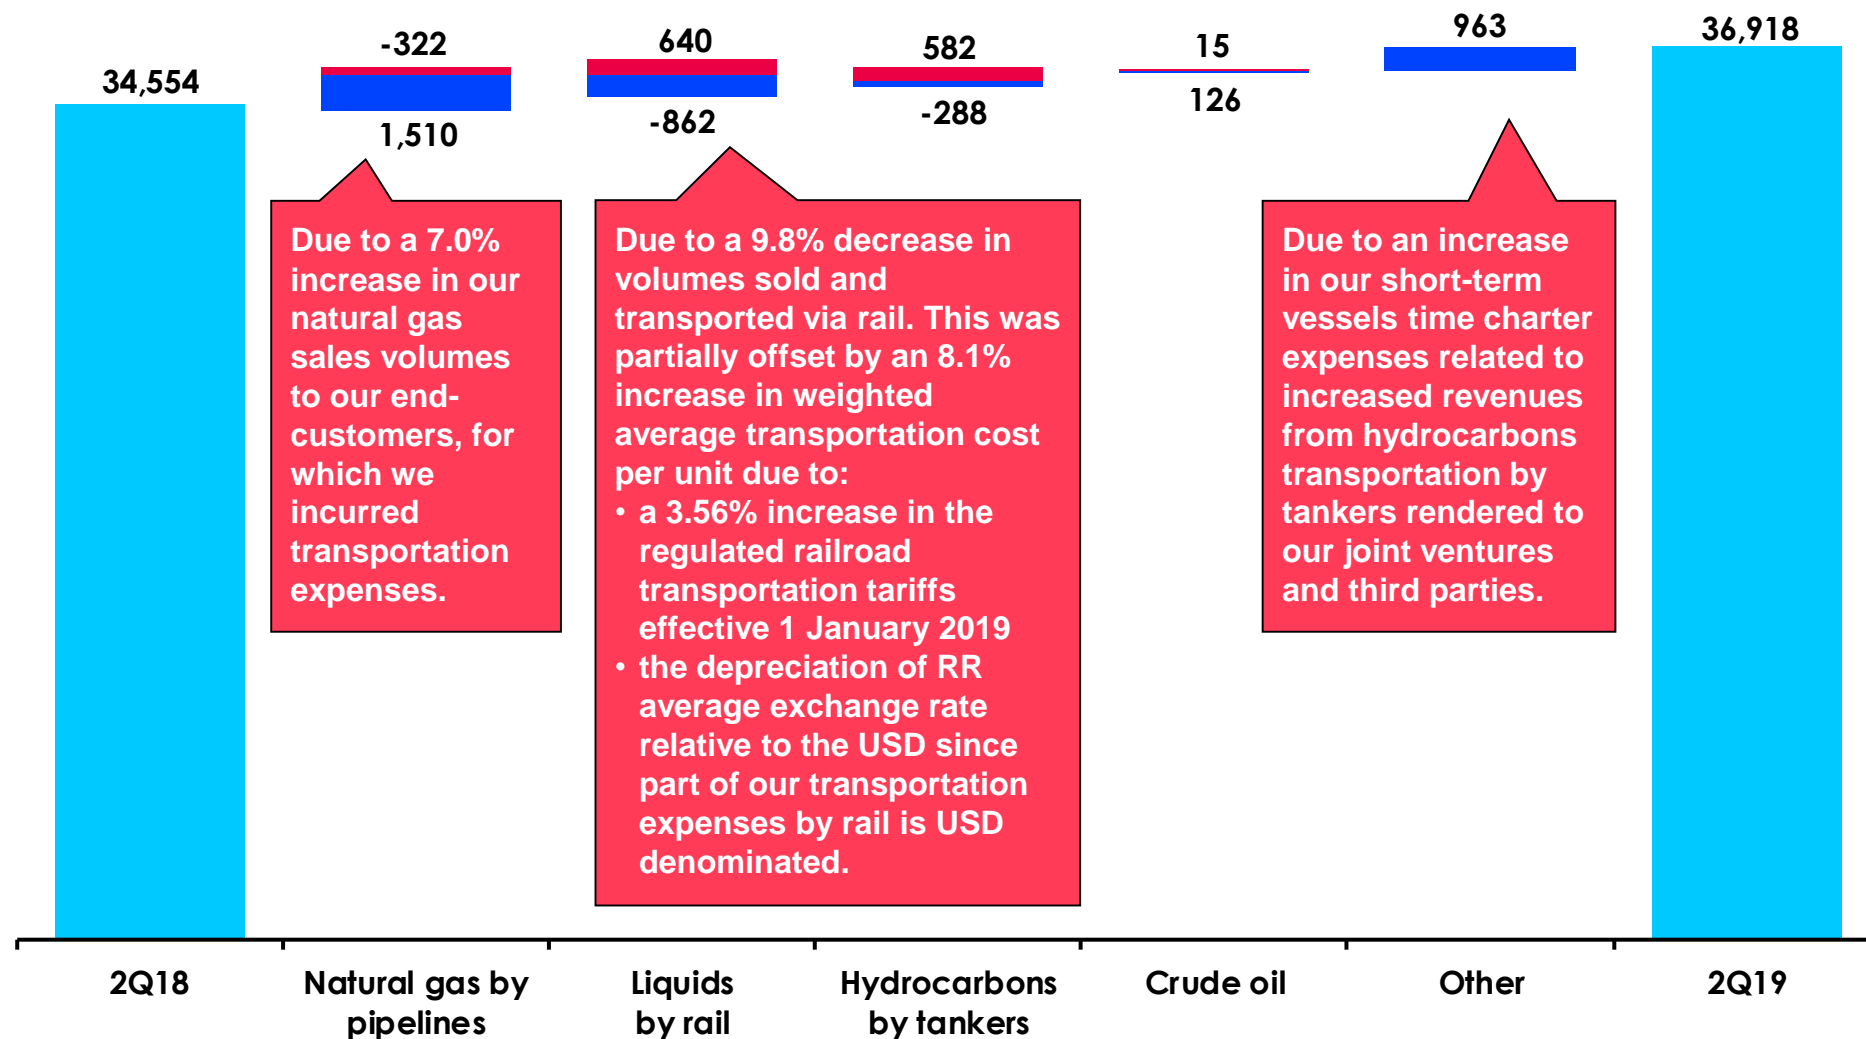 -322
640
582
15
963
36,918
34,554
1,510
-862
-288
126
Due to a 7.0%
increase in our
natural gas
sales volumes
to our end-
customers, for
which we
incurred
transportation
expenses.
Due to a 9.8% decrease in
volumes sold and
transported via rail. This was
partially offset by an 8.1%
increase in weighted
average transportation cost
per unit due to:
• a 3.56% increase in the
regulated railroad
transportation tariffs
effective 1 January 2019
• the depreciation of RR
average exchange rate
relative to the USD since
part of our transportation
expenses by rail is USD
denominated.
Due to an increase
in our short-term
vessels time charter
expenses related to
increased revenues
from hydrocarbons
transportation by
tankers rendered to
our joint ventures
and third parties.
2Q18
Natural gas by
pipelines
Liquids
by rail
Hydrocarbons
by tankers
Crude oil
Other
2Q19